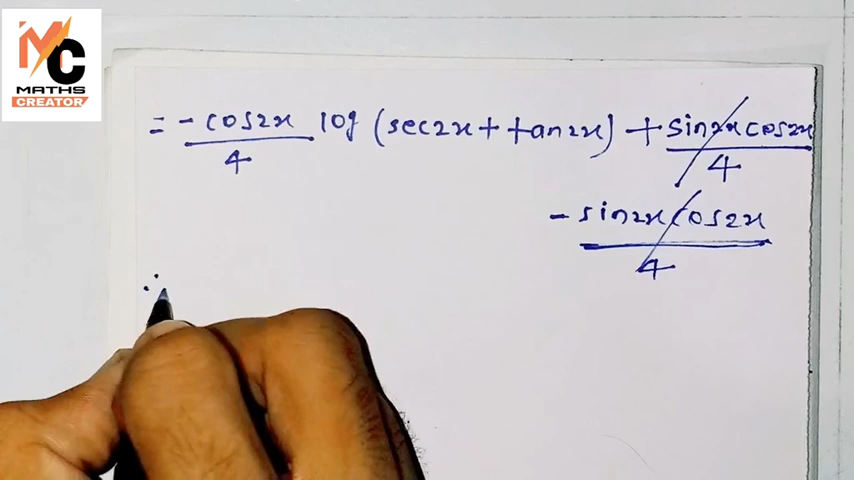 MC
MATHS
CREATOR
= -cos2x/4 log (sec2x + tan2x) + sin2x cos2x/4
- sin2x cos2x/4
∴